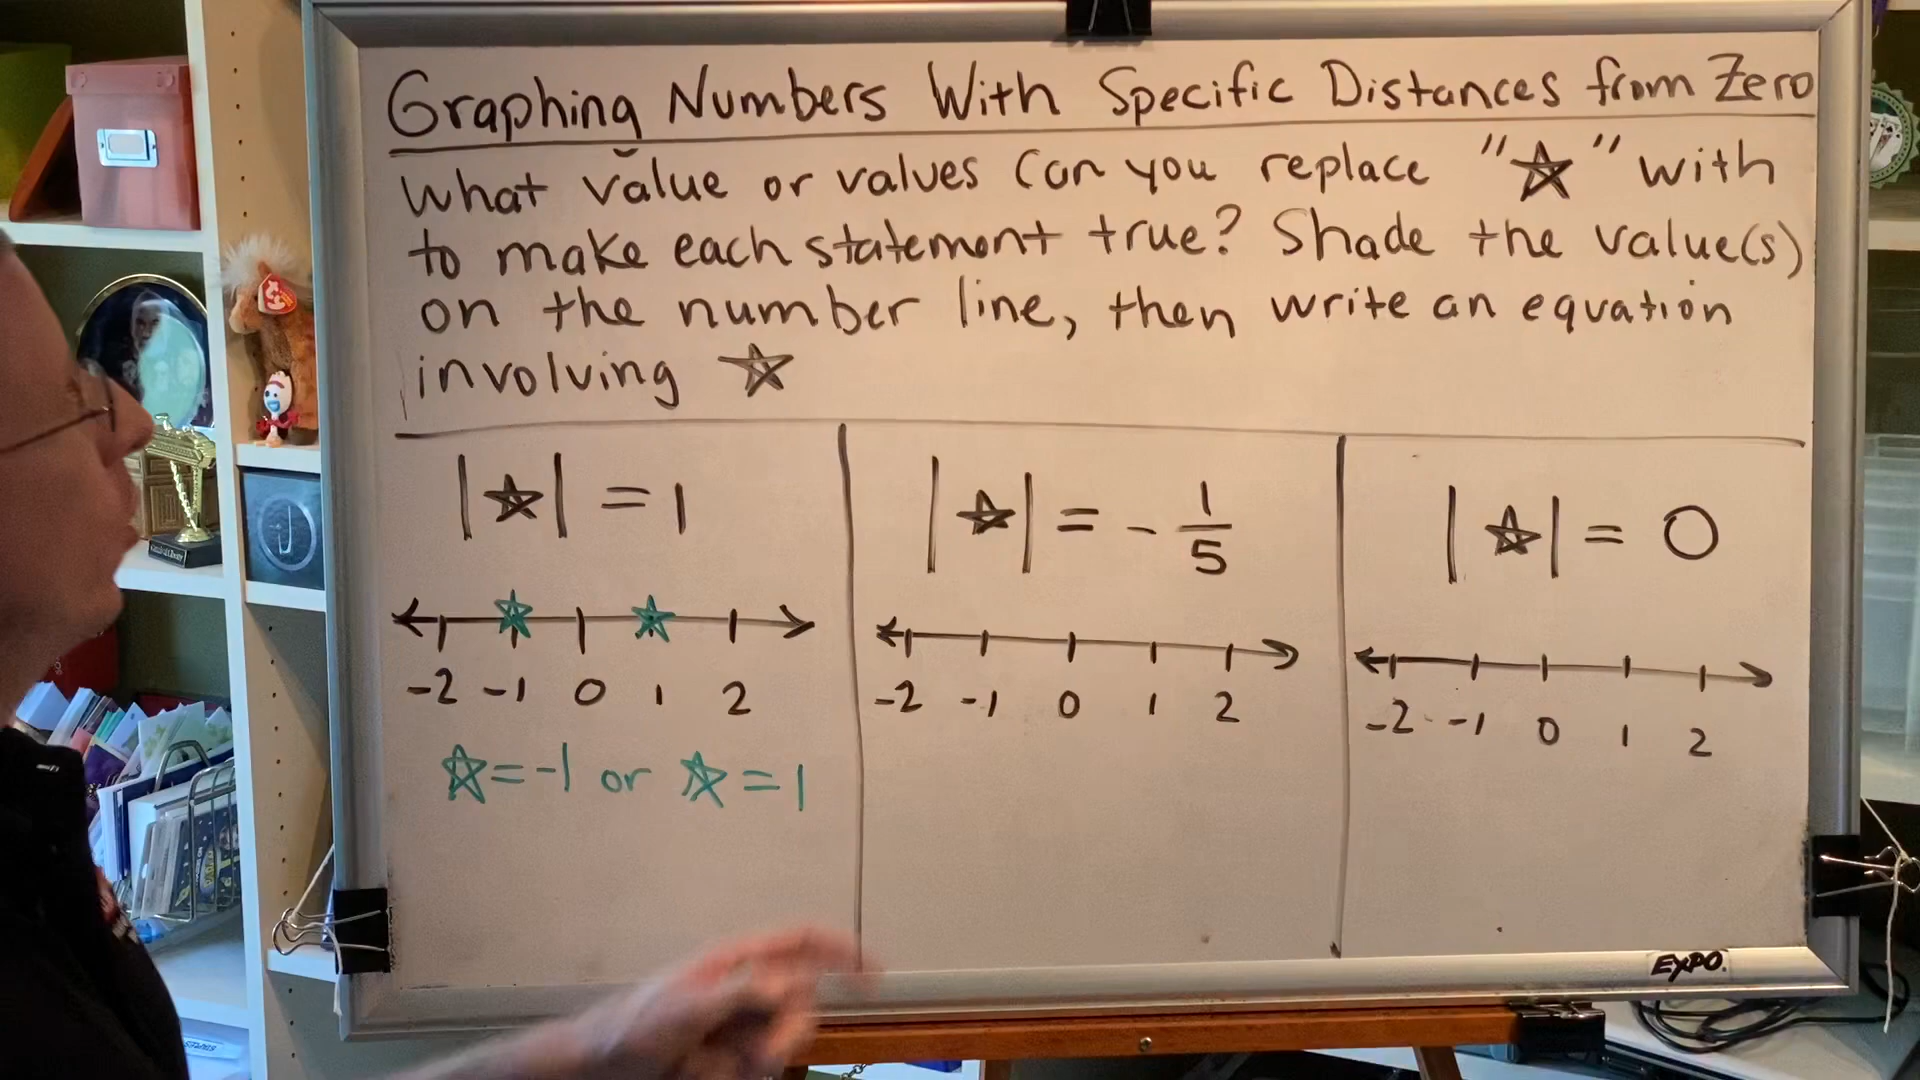 Graphing Numbers With Specific Distances from Zero
What value or values can you replace "☆" with
to make each statement true? Shade the value(s)
on the number line, then write an equation
involving ☆
|☆| = 1
-2 -1 0 1 2
☆=-1 or ☆=1
|☆| = - 1/5
-2 -1 0 1 2
|☆| = 0
-2 -1 0 1 2
EXPO.
ty
J